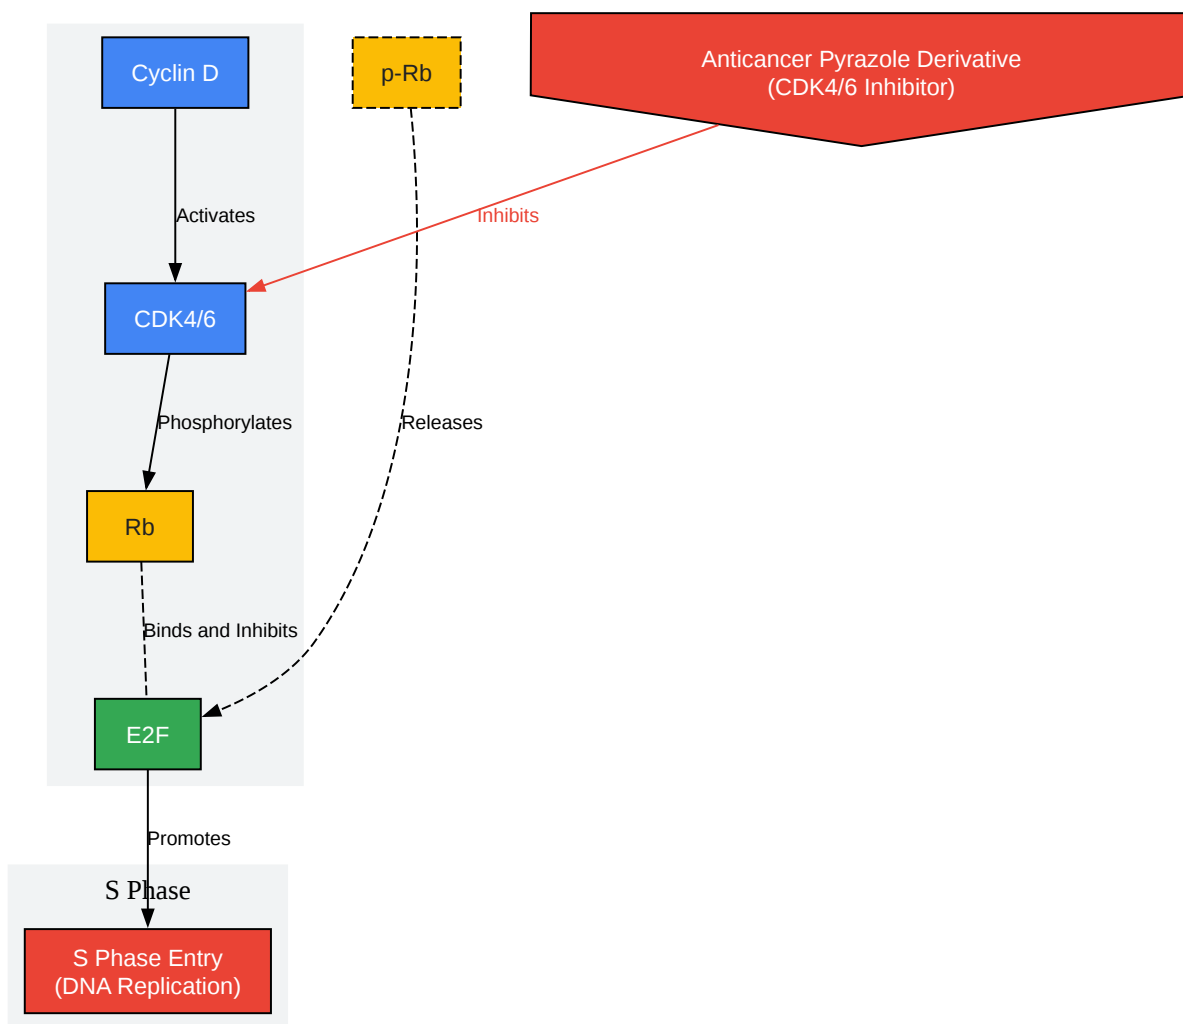 Cyclin D
p-Rb
Anticancer Pyrazole Derivative
(CDK4/6 Inhibitor)
Activates
Inhibits
CDK4/6
Phosphorylates
Releases
Rb
Binds and Inhibits
E2F
Promotes
S Phase
S Phase Entry
(DNA Replication)